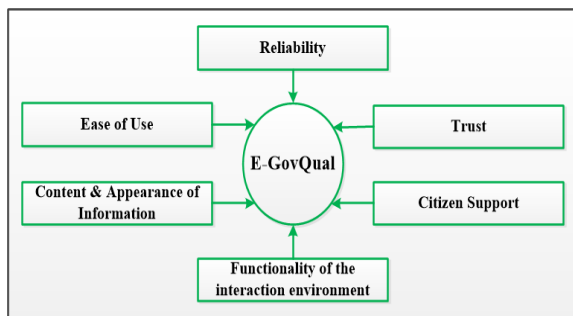 Reliability
Ease of Use
Trust
E-GovQual
Content & Appearance of
Information
Citizen Support
Functionality of the
interaction environment